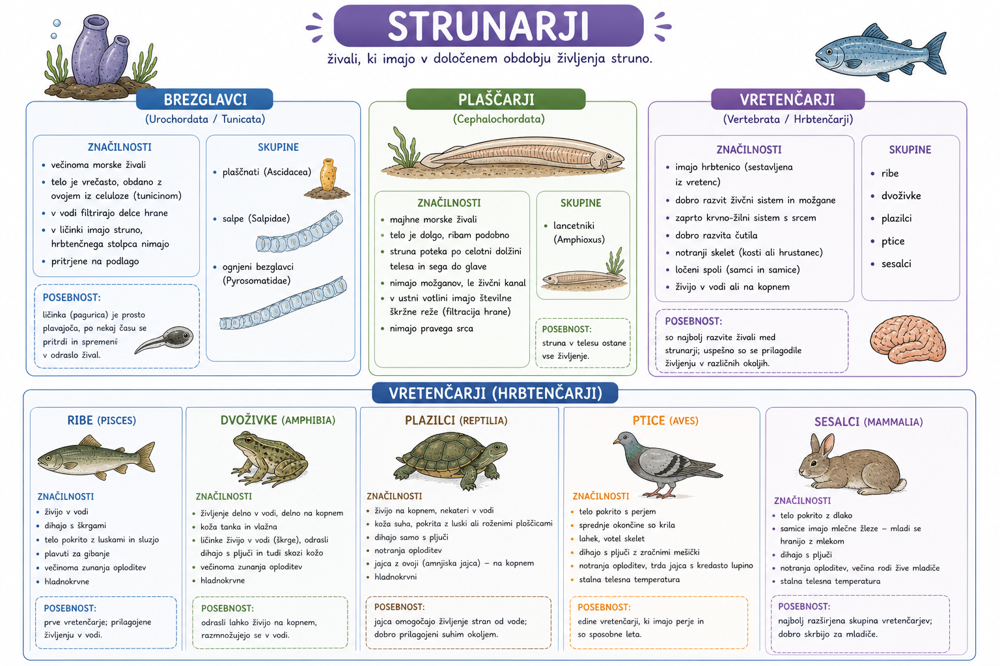 STRUNARJI
živali, ki imajo v določenem obdobju življenja struno.
BREZGLAVCI
(Urochordata / Tunicata)
ZNAČILNOSTI
• večinoma morske živali
• telo je vrečasto, obdano z
ovojem iz celuloze (tunicinom)
• v vodi filtrirajo delce hrane
• v ličinki imajo struno,
hrbtenčnega stolpca nimajo
• pritrjene na podlago
POSEBNOST:
ličinka (pagurica) je prosto
plavajoča, po nekaj času se
pritrdi in spremeni
v odraslo žival.
SKUPINE
• plaščnati (Ascidacea)
• salpe (Salpidae)
• ognjeni bezglavci
(Pyrosomatidae)
PLAŠČARJI
(Cephalochordata)
ZNAČILNOSTI
• majhne morske živali
• telo je dolgo, ribam podobno
• struna poteka po celotni dolžini
telesa in sega do glave
• nimajo možganov, le živčni kanal
• v ustni votlini imajo številne
škržne reže (filtracija hrane)
• nimajo pravega srca
SKUPINE
• lancetniki
(Amphioxus)
POSEBNOST:
struna v telesu ostane
vse življenje.
VRETENČARJI
(Vertebrata / Hrbtenčarji)
ZNAČILNOSTI
• imajo hrbtenico (sestavljena
iz vretenc)
• dobro razvit živčni sistem in možgane
• zaprto krvno-žilni sistem s srcem
• dobro razvita čutila
• notranji skelet (kosti ali hrustanec)
• ločeni spoli (samci in samice)
• živijo v vodi ali na kopnem
SKUPINE
• ribe
• dvoživke
• plazilci
• ptice
• sesalci
POSEBNOST:
so najbolj razvite živali med
strunarji; uspešno so se prilagodile
življenju v različnih okoljih.
VRETENČARJI (HRBTENČARJI)
RIBE (PISCES)
ZNAČILNOSTI
• živijo v vodi
• dihajo s škrgami
• telo pokrito z luskami in sluzjo
• plavuti za gibanje
• večinoma zunanja oploditev
• hladnokrvne
POSEBNOST:
prve vretenčarje; prilagojene
življenju v vodi.
DVOŽIVKE (AMPHIBIA)
ZNAČILNOSTI
• življenje delno v vodi, delno na kopnem
• koža tanka in vlažna
• ličinke živijo v vodi (škrge), odrasli
dihajo s pljuči in tudi skozi kožo
• večinoma zunanja oploditev
• hladnokrvne
POSEBNOST:
odrasli lahko živijo na kopnem,
razmnožujejo se v vodi.
PLAZILCI (REPTILIA)
ZNAČILNOSTI
• živijo na kopnem, nekateri v vodi
• koža suha, pokrita z luski ali roženimi ploščicami
• dihajo samo s pljuči
• notranja oploditev
• jajca z ovoji (amnjiska jajca) – na kopnem
• hladnokrvni
POSEBNOST:
jajca omogočajo življenje stran od vode;
dobro prilagojeni suhim okoljem.
PTICE (AVES)
ZNAČILNOSTI
• telo pokrito s perjem
• sprednje okončine so krila
• lahek, votel skelet
• dihajo s pljuči z zračnimi mešički
• notranja oploditev, trda jajca s kredasto lupino
• stalna telesna temperatura
POSEBNOST:
edine vretenčarji, ki imajo perje in
so sposobne leta.
SESALCI (MAMMALIA)
ZNAČILNOSTI
• telo pokrito z dlako
• samice imajo mlečne žleze – mladi se
hranijo z mlekom
• dihajo s pljuči
• notranja oploditev, večina rodi žive mladiče
• stalna telesna temperatura
POSEBNOST:
najbolj razširjena skupina vretenčarjev;
dobro skrbijo za mladiče.